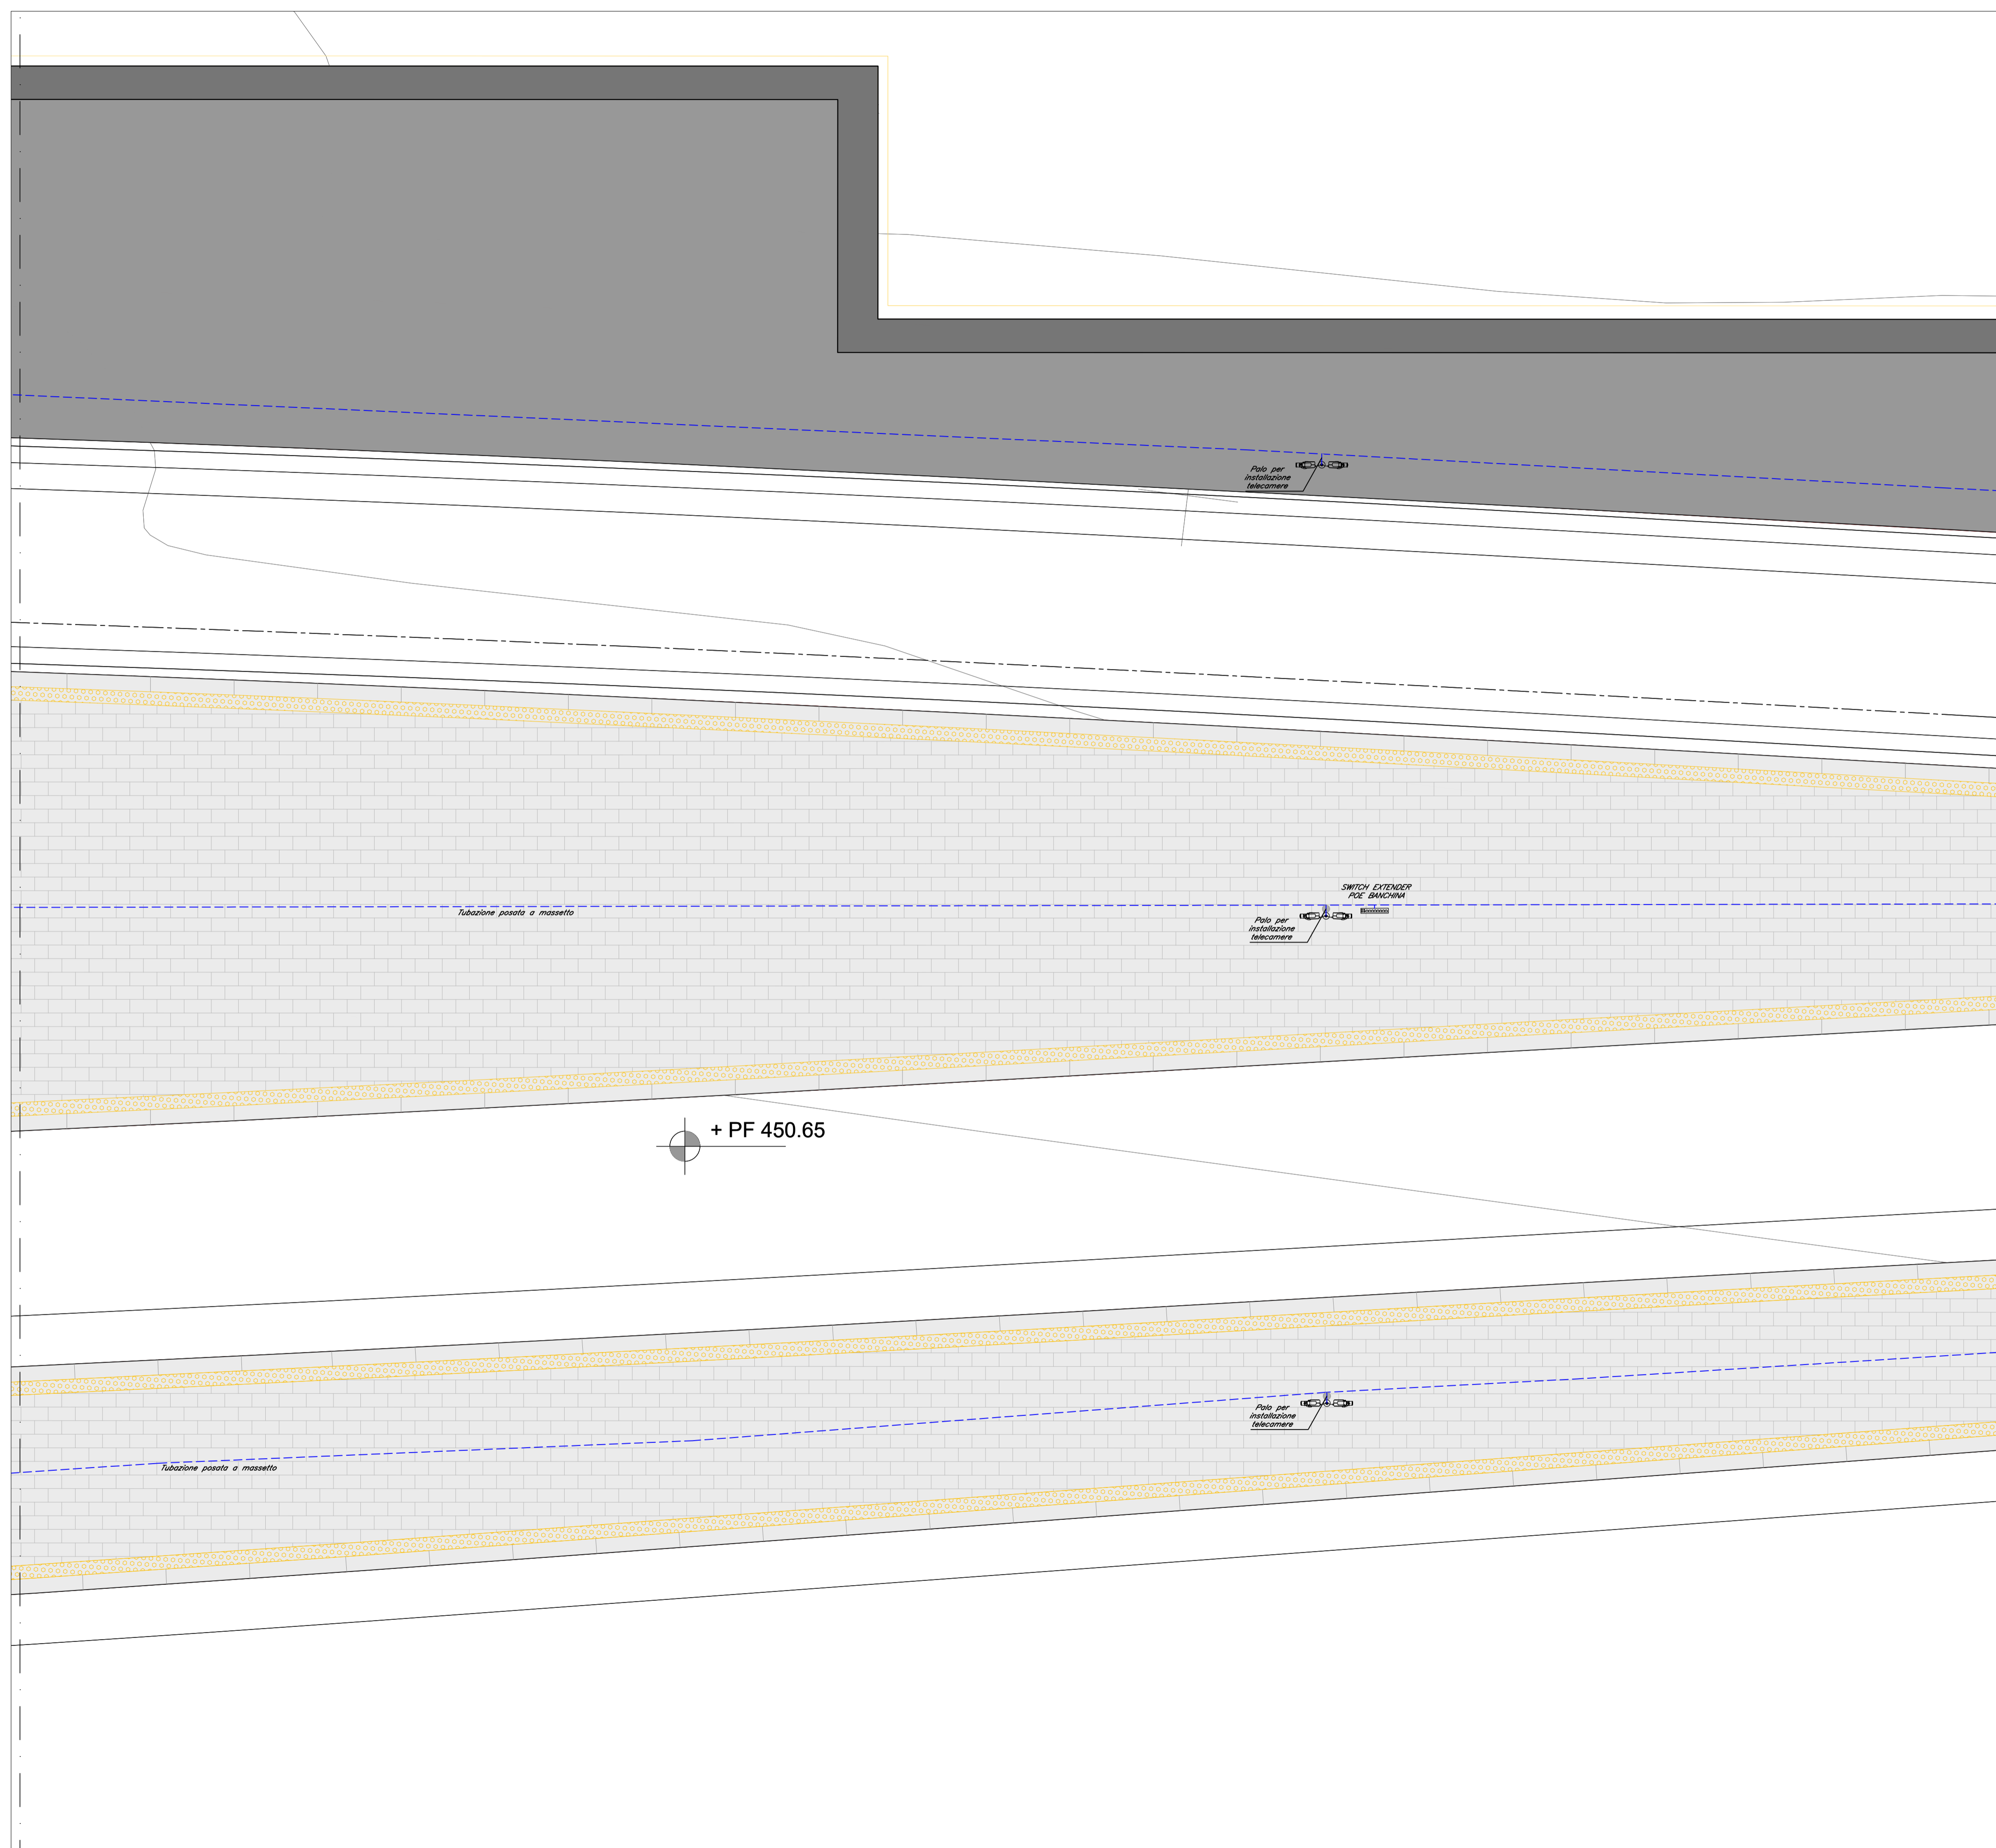 Palo per
installazione
telecamere
SWITCH EXTENDER
POE BANCHINA
Tubazione posata a massetto
Palo per
installazione
telecamere
+ PF 450.65
Palo per
installazione
telecamere
Tubazione posata a massetto